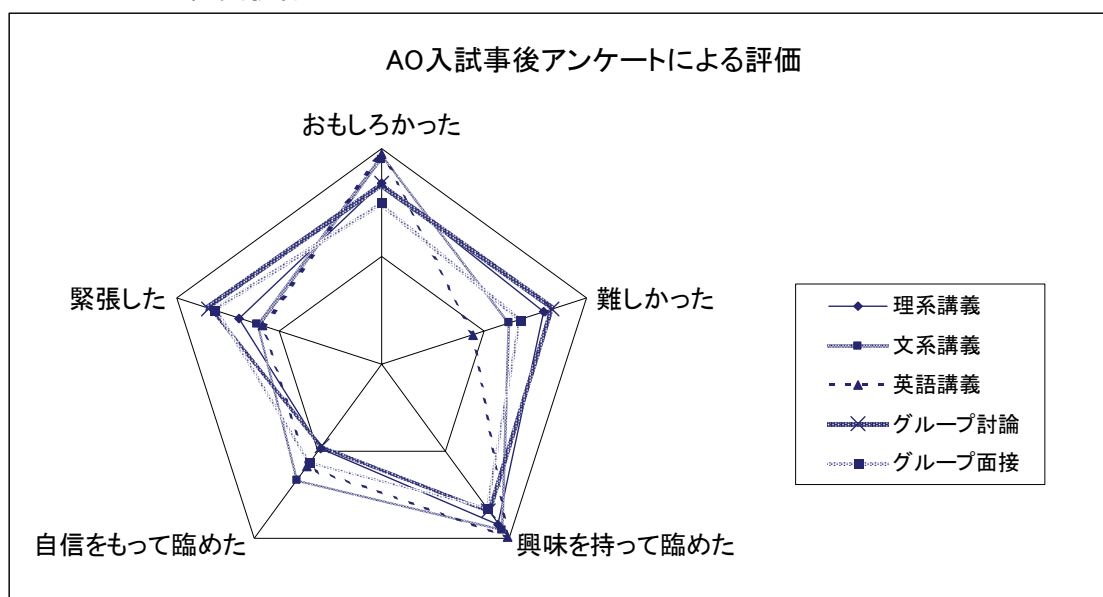 AO入試事後アンケートによる評価
おもしろかった
難しかった
興味を持って臨めた
自信をもって臨めた
緊張した
理系講義
文系講義
英語講義
グループ討論
グループ面接